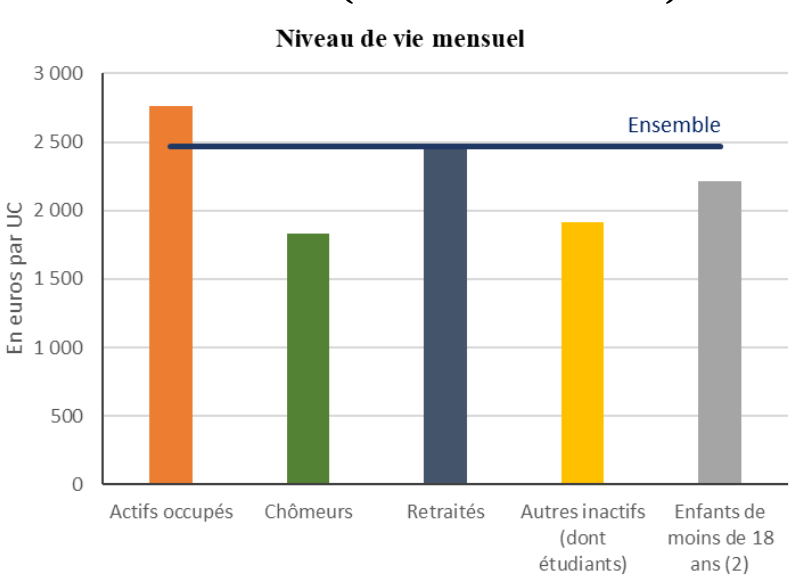 Niveau de vie mensuel
3 000
2 500
2 000
1 500
1 000
500
0
En euros par UC
Ensemble
Actifs occupés
Chômeurs
Retraités
Autres inactifs
(dont
étudiants)
Enfants de
moins de 18
ans (2)